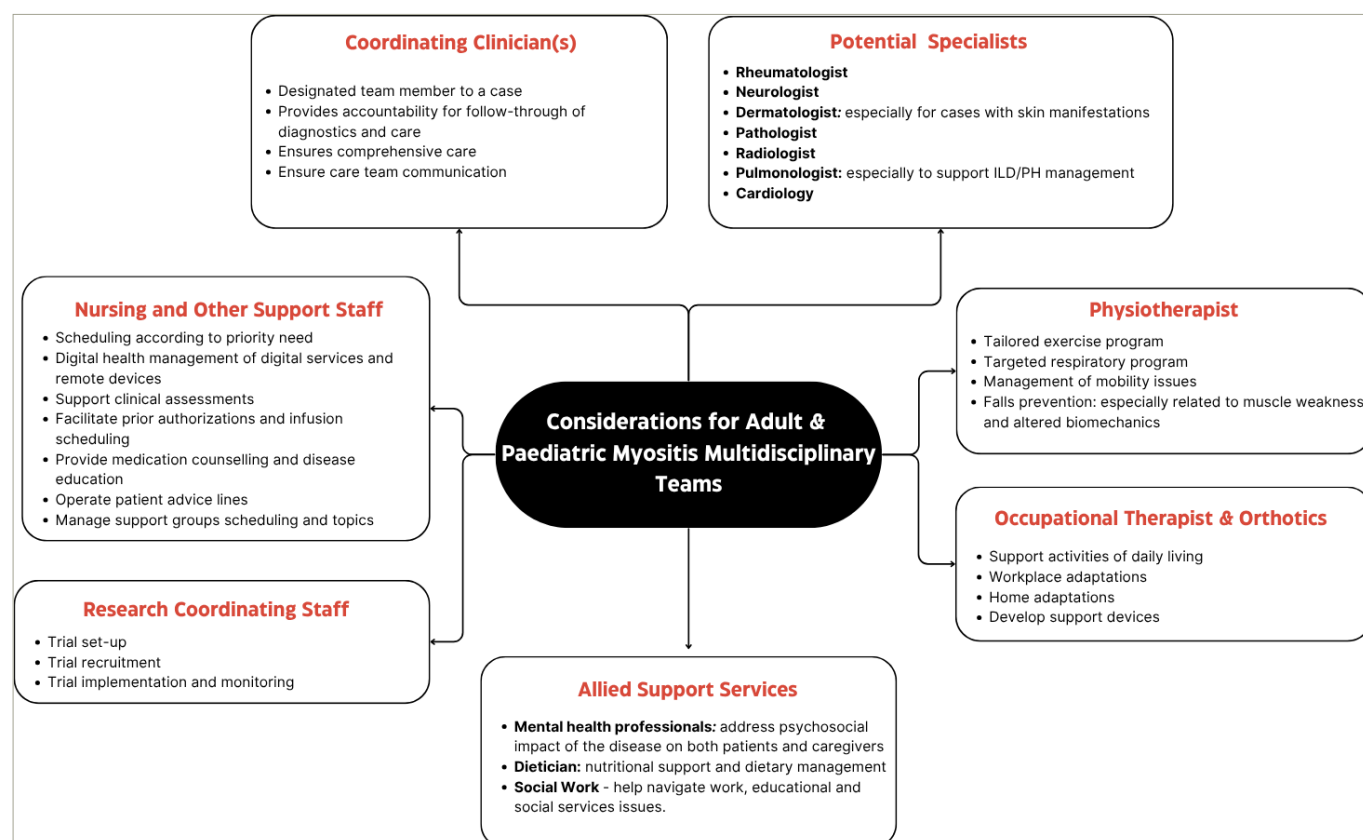 Coordinating Clinician(s)
• Designated team member to a case
• Provides accountability for follow-through of
diagnostics and care
• Ensures comprehensive care
• Ensure care team communication
Potential Specialists
• Rheumatologist
• Neurologist
• Dermatologist: especially for cases with skin manifestations
• Pathologist
• Radiologist
• Pulmonologist: especially to support ILD/PH management
• Cardiology
Nursing and Other Support Staff
• Scheduling according to priority need
• Digital health management of digital services and
remote devices
• Support clinical assessments
• Facilitate prior authorizations and infusion
scheduling
• Provide medication counselling and disease
education
• Operate patient advice lines
• Manage support groups scheduling and topics
Considerations for Adult &
Paediatric Myositis Multidisciplinary
Teams
Physiotherapist
• Tailored exercise program
• Targeted respiratory program
• Management of mobility issues
• Falls prevention: especially related to muscle weakness
and altered biomechanics
Occupational Therapist & Orthotics
• Support activities of daily living
• Workplace adaptations
• Home adaptations
• Develop support devices
Research Coordinating Staff
• Trial set-up
• Trial recruitment
• Trial implementation and monitoring
Allied Support Services
• Mental health professionals: address psychosocial
impact of the disease on both patients and caregivers
• Dietician: nutritional support and dietary management
• Social Work - help navigate work, educational and
social services issues.